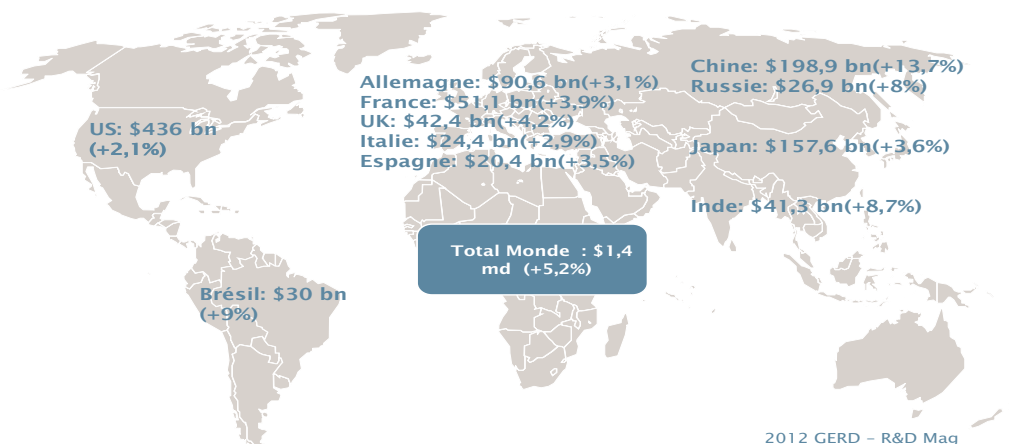 US: $436 bn
(+2,1%)
Allemagne: $90,6 bn(+3,1%)
France: $51,1 bn(+3,9%)
UK: $42,4 bn(+4,2%)
Italie: $24,4 bn(+2,9%)
Espagne: $20,4 bn(+3,5%)
Chine: $198,9 bn(+13,7%)
Russie: $26,9 bn(+8%)
Japan: $157,6 bn(+3,6%)
Inde: $41,3 bn(+8,7%)
Total Monde : $1,4
md (+5,2%)
Brésil: $30 bn
(+9%)
2012 GERD – R&D Mag